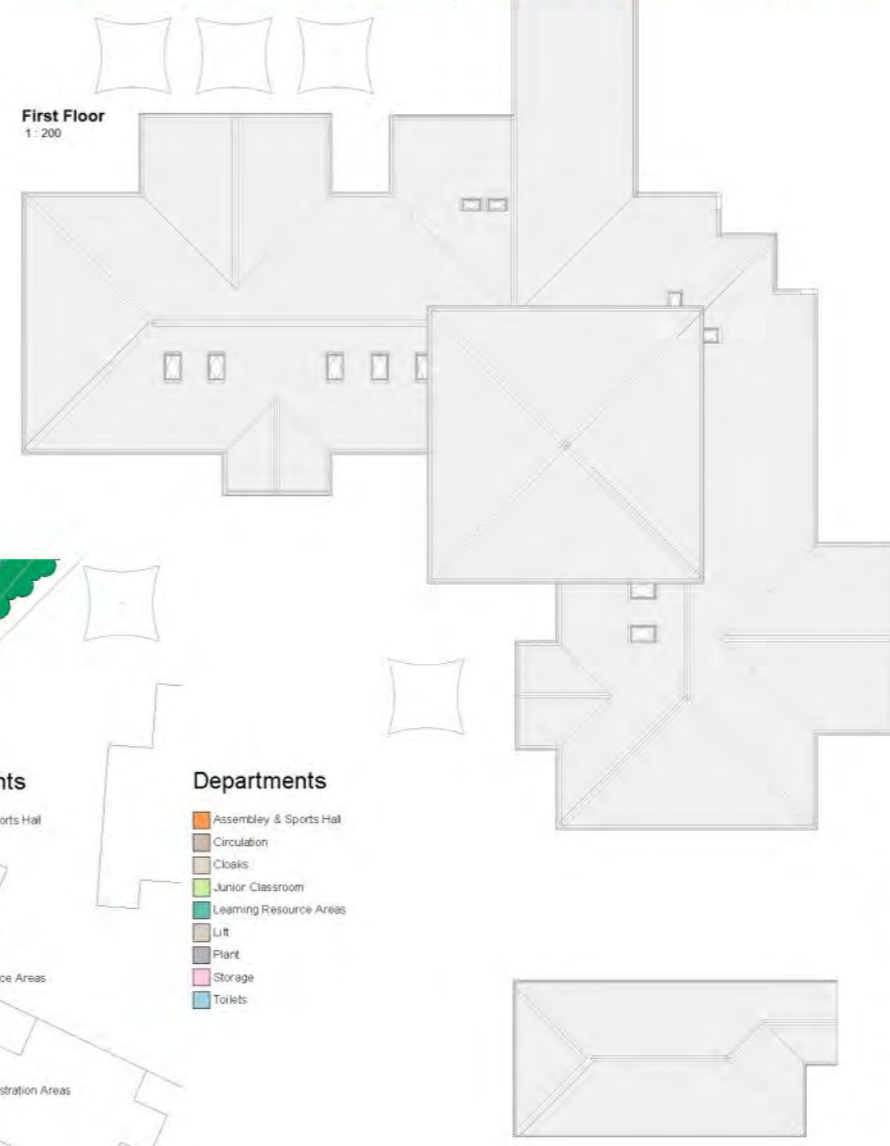 First Floor
1 : 200
nts
orts Hall
ce Areas
stration Areas
Departments
Assembley & Sports Hall
Circulation
Cloaks
Junior Classroom
Learning Resource Areas
Lift
Plant
Storage
Toilets